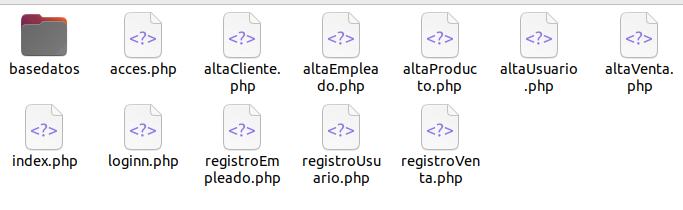 basedatos
acces.php
altaCliente.
php
altaEmplea
do.php
altaProduc
to.php
altaUsuario
.php
altaVenta.
php
index.php
loginn.php
registroEm
pleado.php
registroUsu
ario.php
registroVen
ta.php